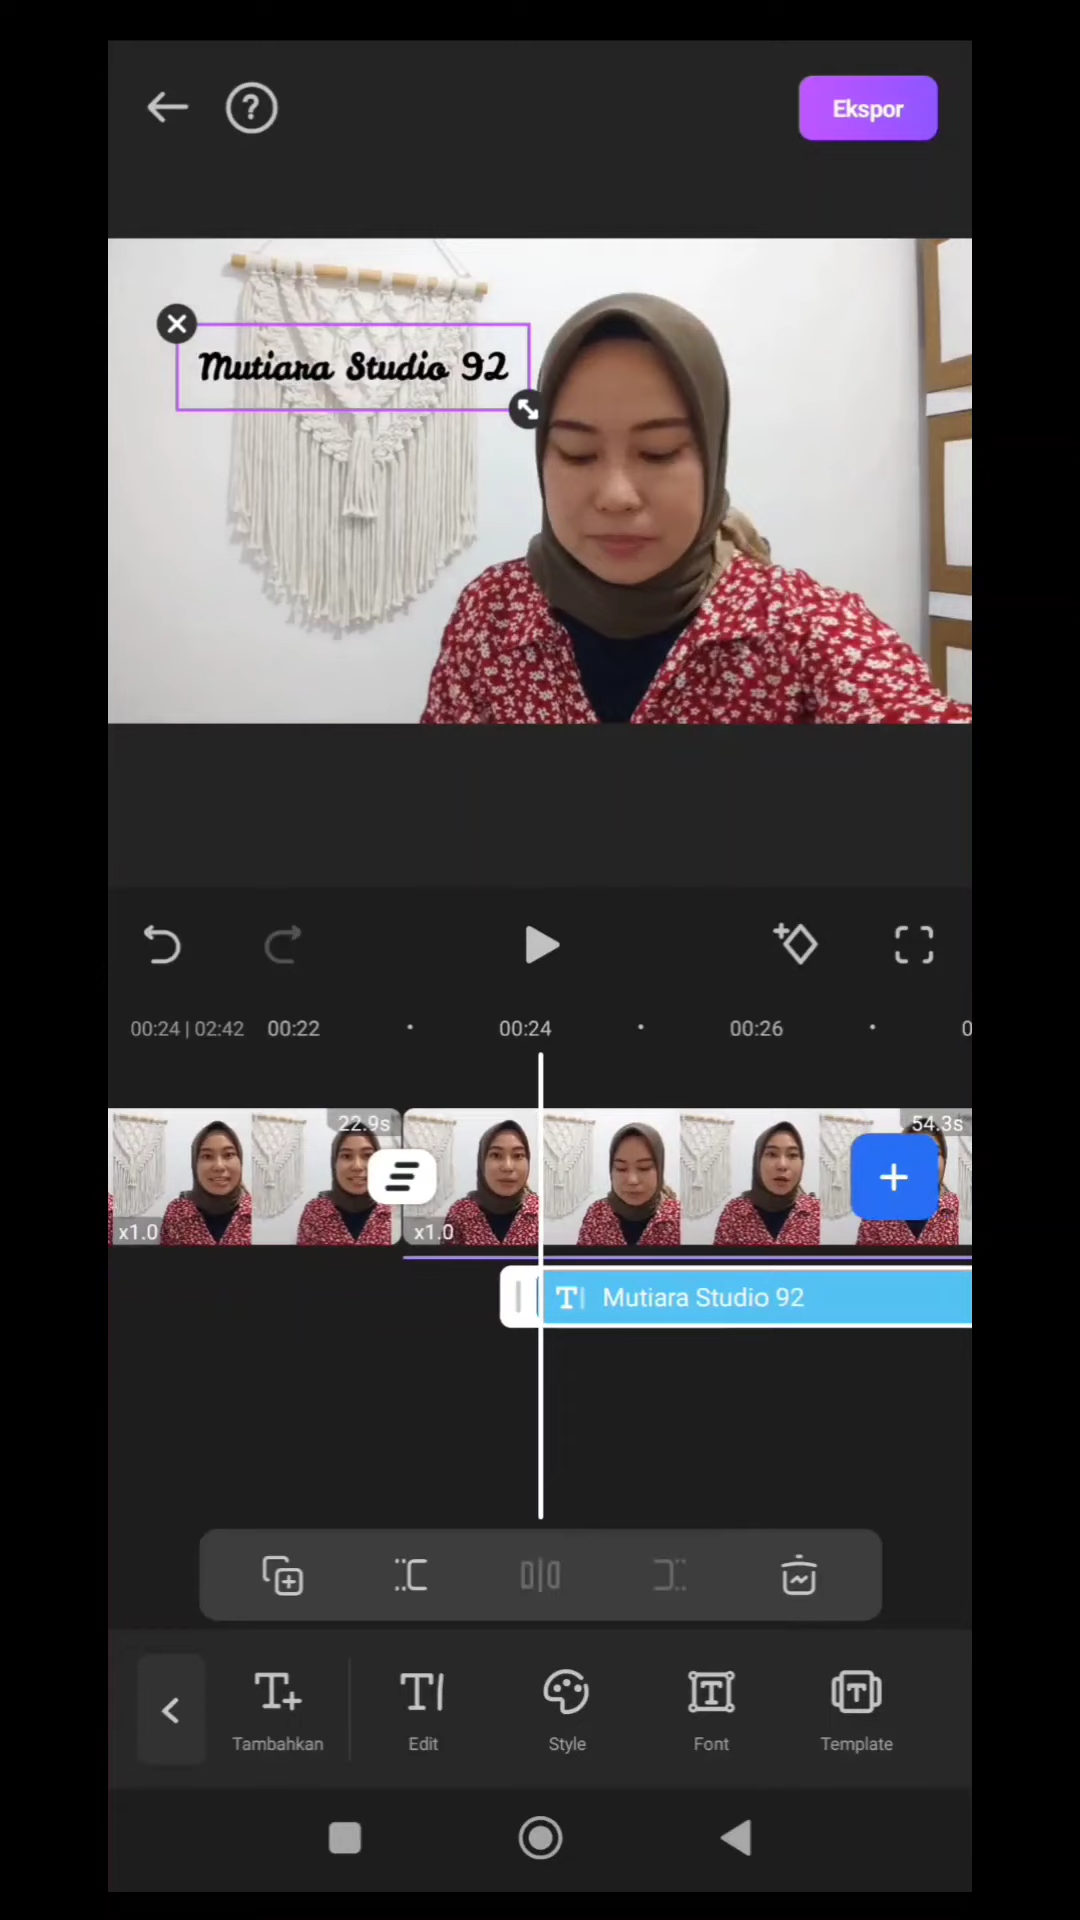 ?
Ekspor
Mutiara Studio 92
00:24 | 02:42 00:22 00:24 00:26 0
22.9s 54.3s
x1.0 x1.0
T| Mutiara Studio 92
Tambahkan Edit Style Font Template